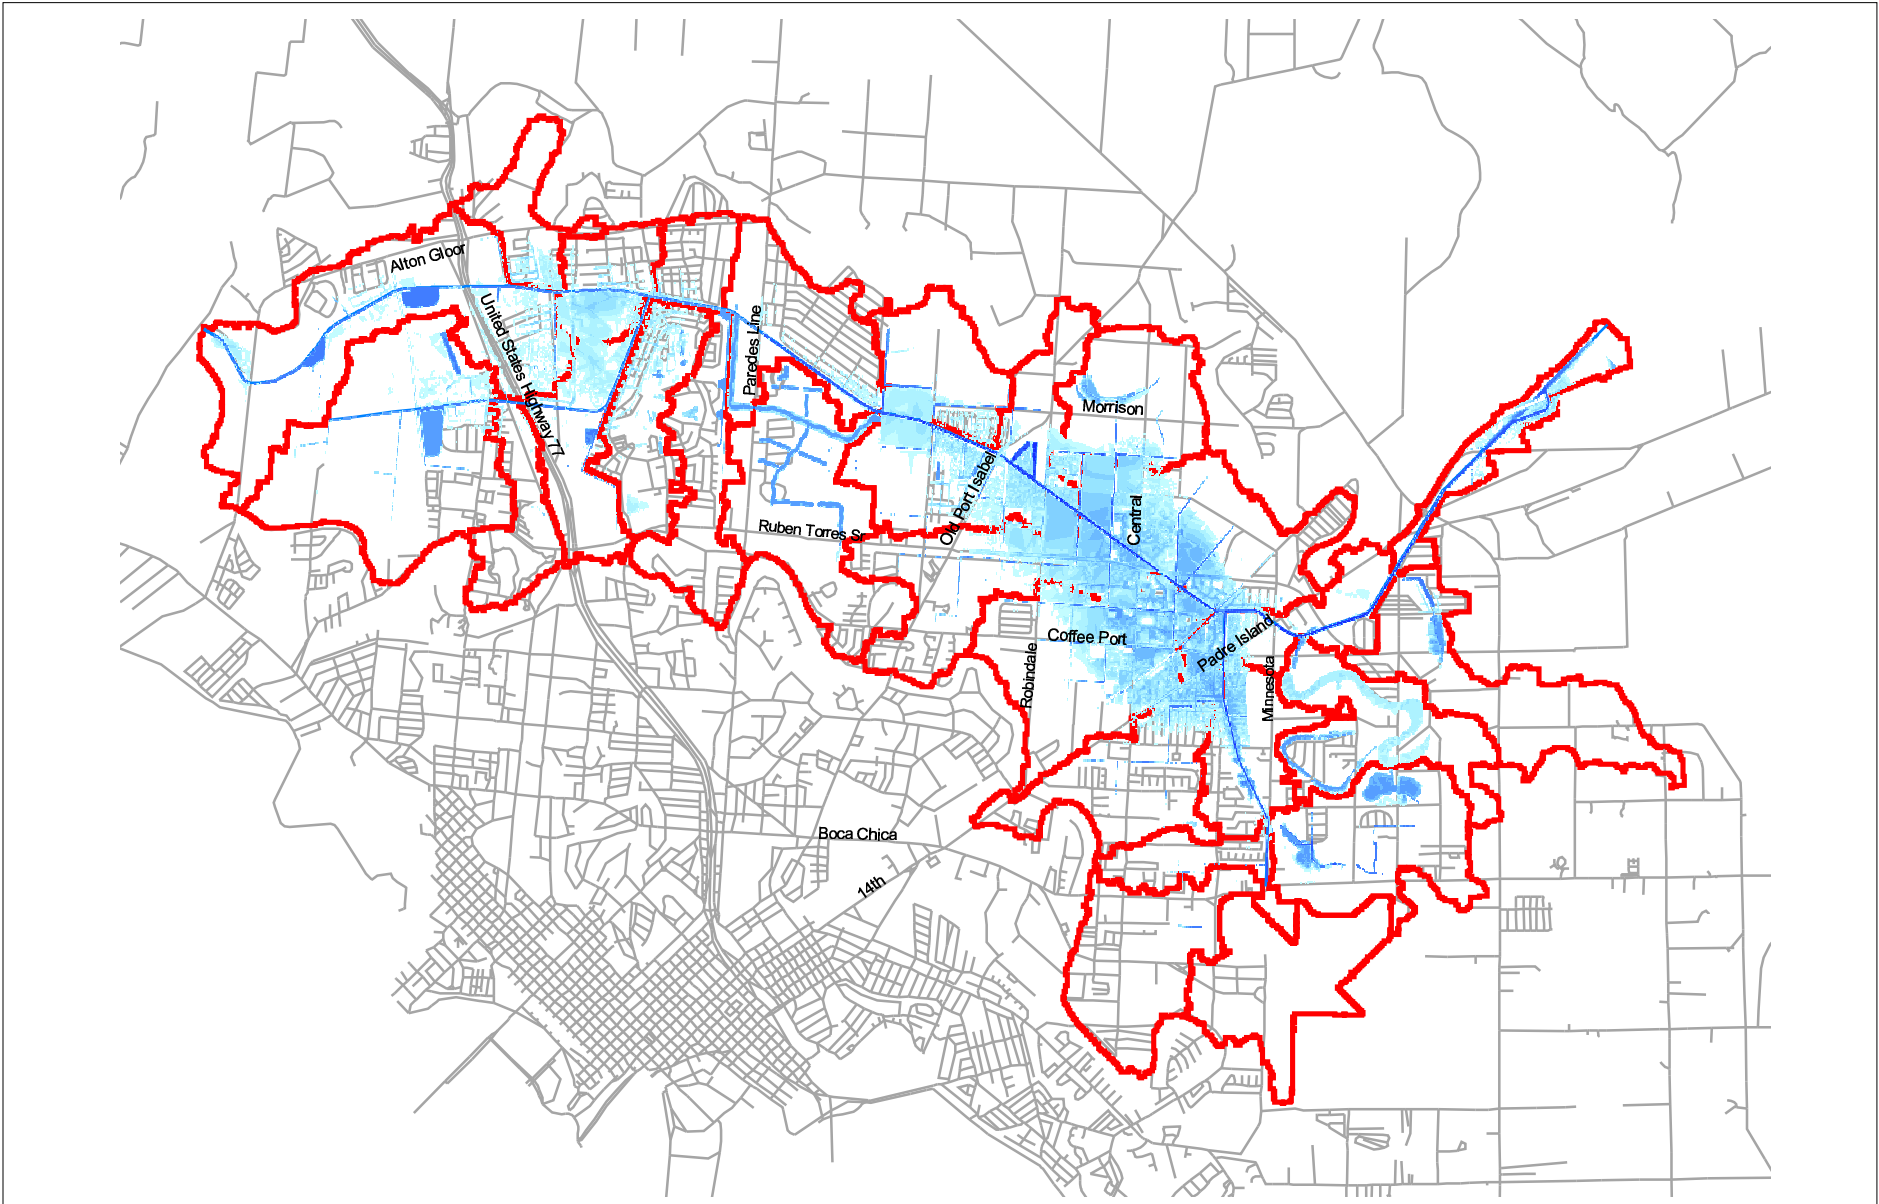 Alton Gloor
United States Highway 77
Paredes Line
Morrison
Old Port Isabel
Central
Ruben Torres Sr
Coffee Port
Padre Island
Robindale
Minnesota
Boca Chica
14th